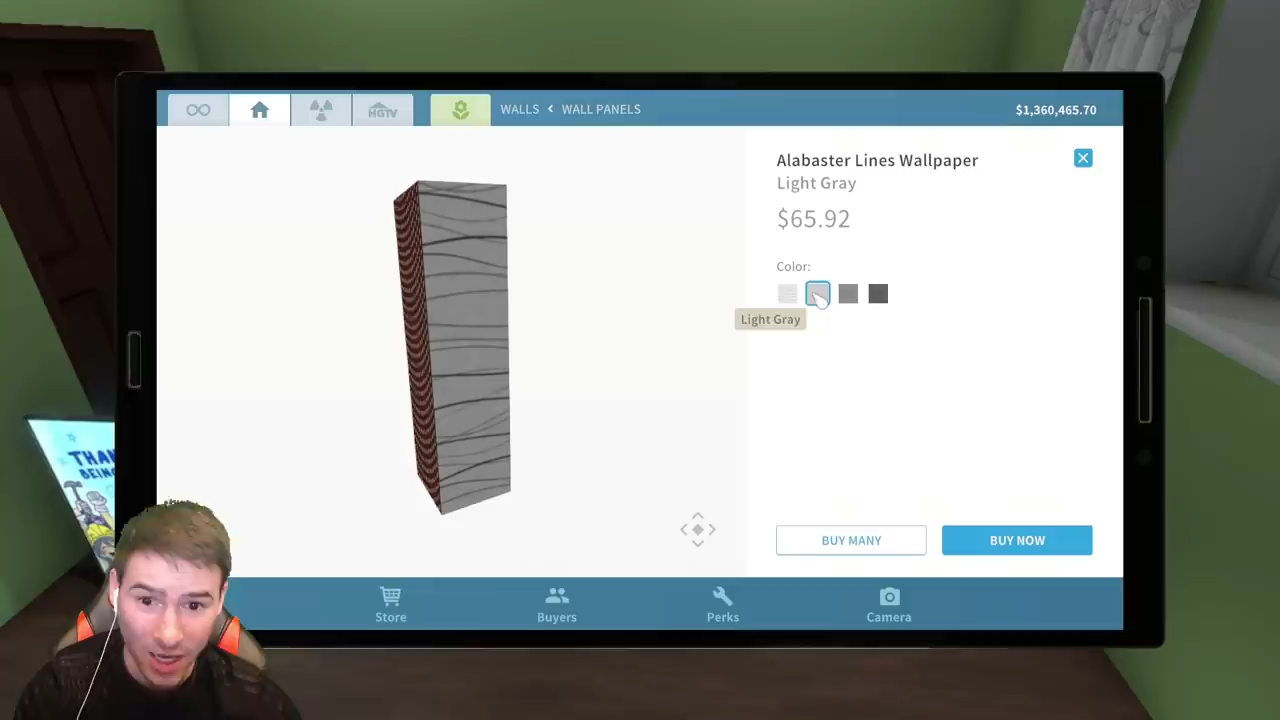 HGTV
WALLS < WALL PANELS
$1,360,465.70
Alabaster Lines Wallpaper
Light Gray
$65.92
Color:
Light Gray
BUY MANY
BUY NOW
Store
Buyers
Perks
Camera